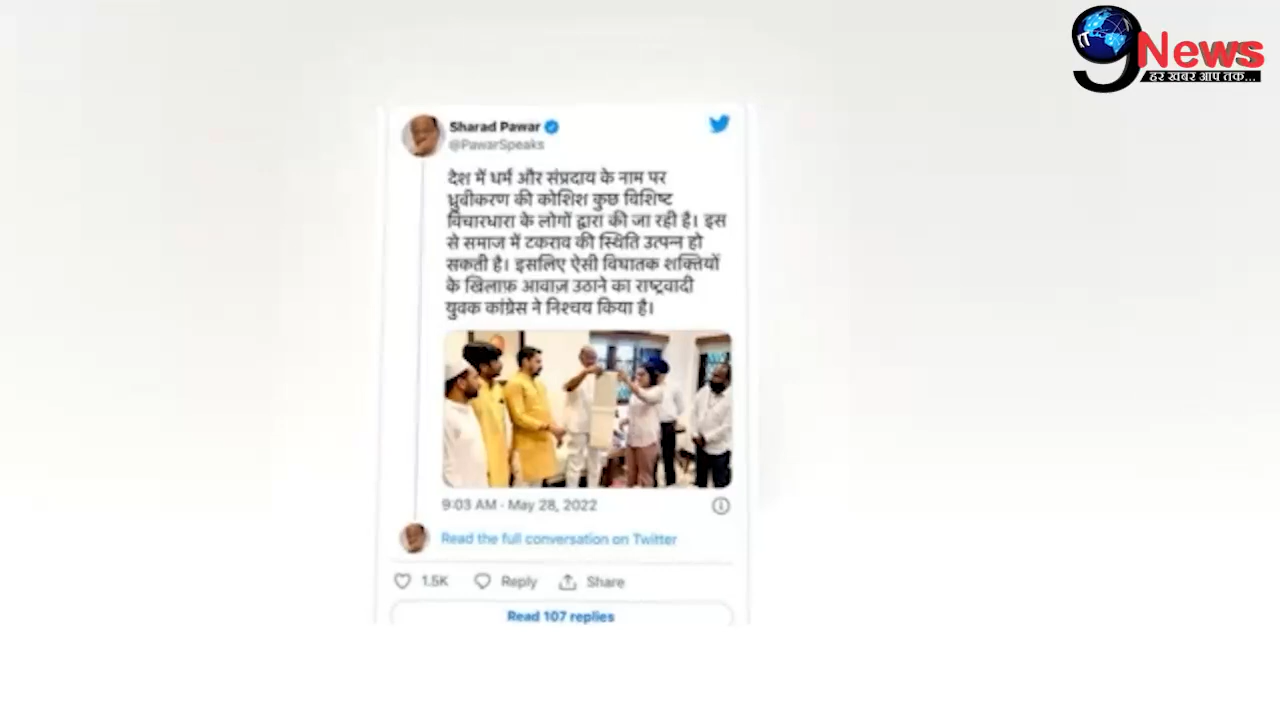 9 News
हर खबर आप तक...
Sharad Pawar
@PawarSpeaks
देश में धर्म और संप्रदाय के नाम पर
ध्रुवीकरण की कोशिश कुछ विशिष्ट
विचारधारा के लोगों द्वारा की जा रही है। इस
से समाज में टकराव की स्थिति उत्पन्न हो
सकती है। इसलिए ऐसी विघातक शक्तियों
के खिलाफ़ आवाज़ उठाने का राष्ट्रवादी
युवक कांग्रेस ने निश्चय किया है।
9:03 AM · May 28, 2022
Read the full conversation on Twitter
1.5K Reply Share
Read 107 replies